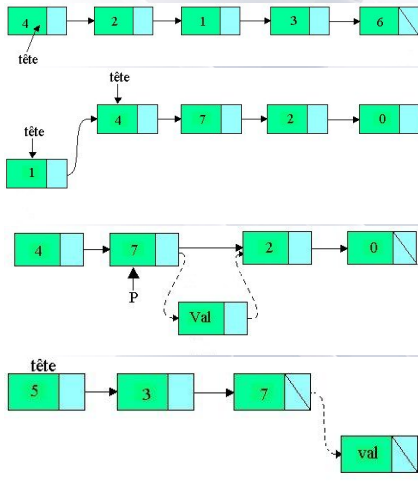 4 2 1 3 6
tête
tête
tête 4 7 2 0
1
4 7 2 0
P
Val
tête
5 3 7
val